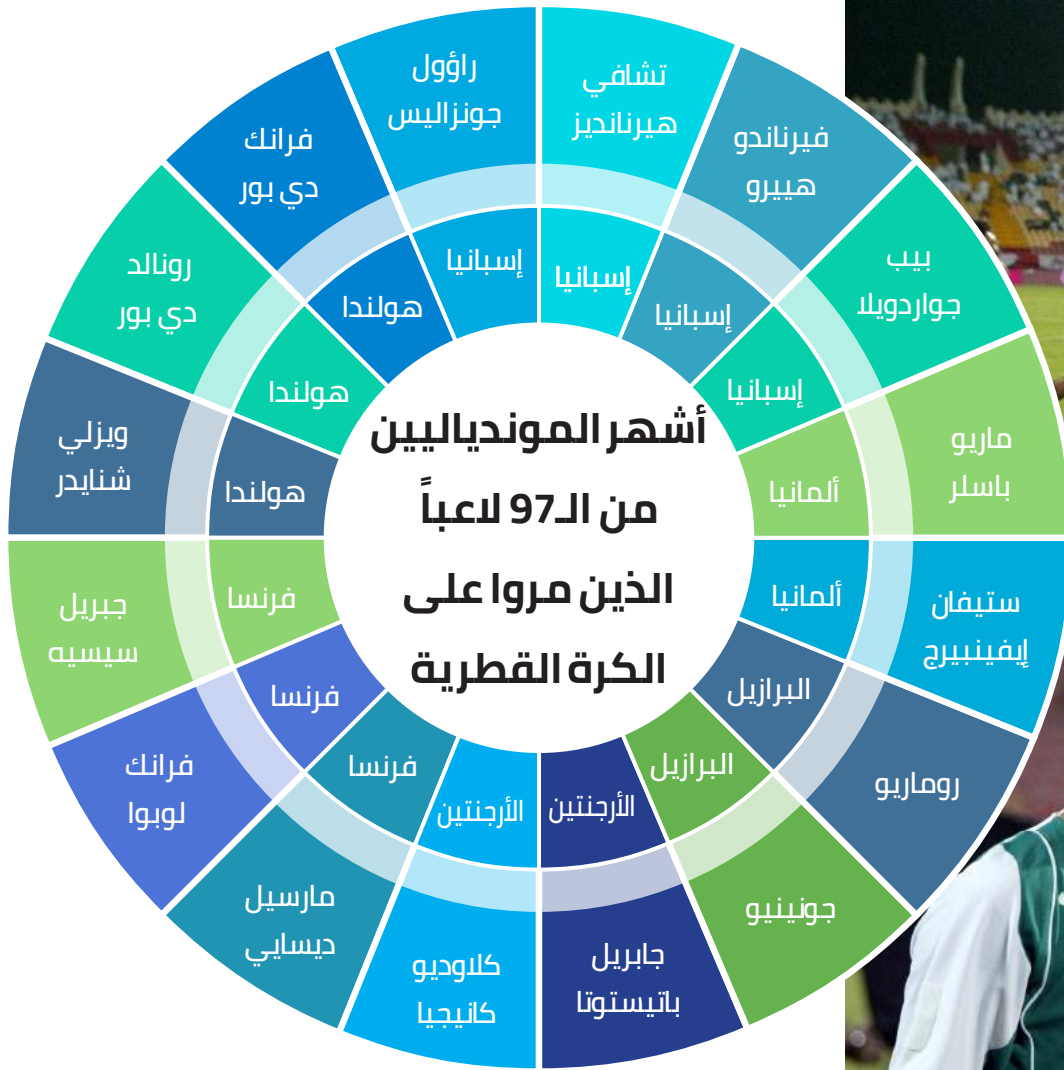 أشهر الموندياليين
من الـ97 لاعباً
الذين مروا على
الكرة القطرية
تشافي
هيرنانديز
إسبانيا
فيرناندو
هييرو
إسبانيا
بيب
جواردويلا
إسبانيا
ماريو
باسلر
ألمانيا
ستيفان
إيفينبيرج
ألمانيا
روماريو
البرازيل
جونينيو
البرازيل
جابريل
باتيستوتا
الأرجنتين
كلاوديو
كانيجيا
الأرجنتين
مارسيل
ديسايي
فرنسا
فرانك
لوبوا
فرنسا
جبريل
سيسيه
فرنسا
ويزلي
شنايدر
هولندا
رونالد
دي بور
هولندا
فرانك
دي بور
هولندا
راؤول
جونزاليس
إسبانيا